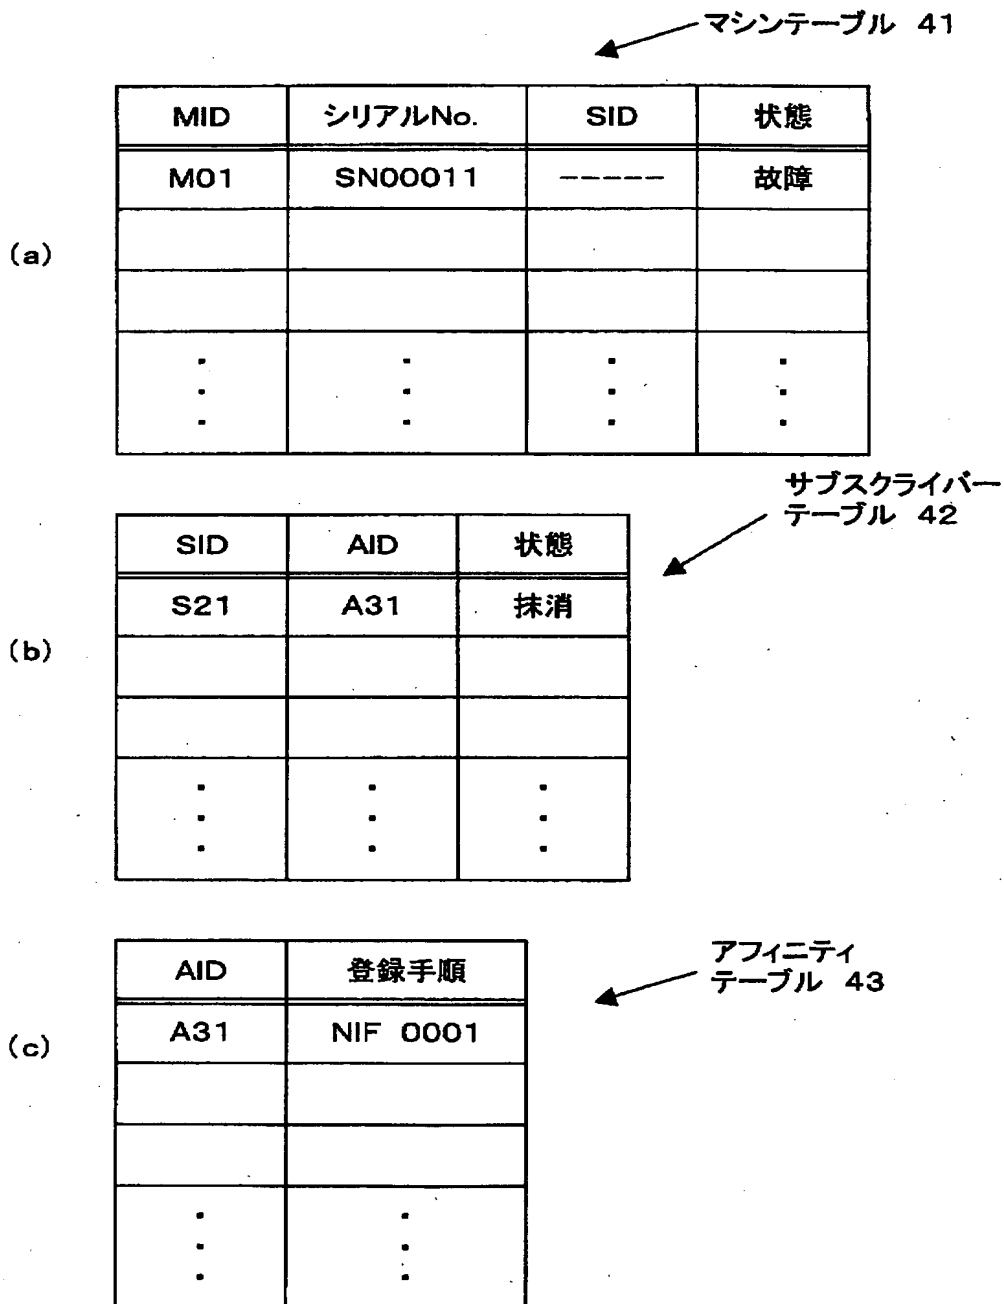 マシンテーブル 41
(a)
MID シリアルNo. SID 状態
M01 SN00011 ----- 故障
サブスクライバー
テーブル 42
(b)
SID AID 状態
S21 A31 抹消
アフィニティ
テーブル 43
(c)
AID 登録手順
A31 NIF 0001